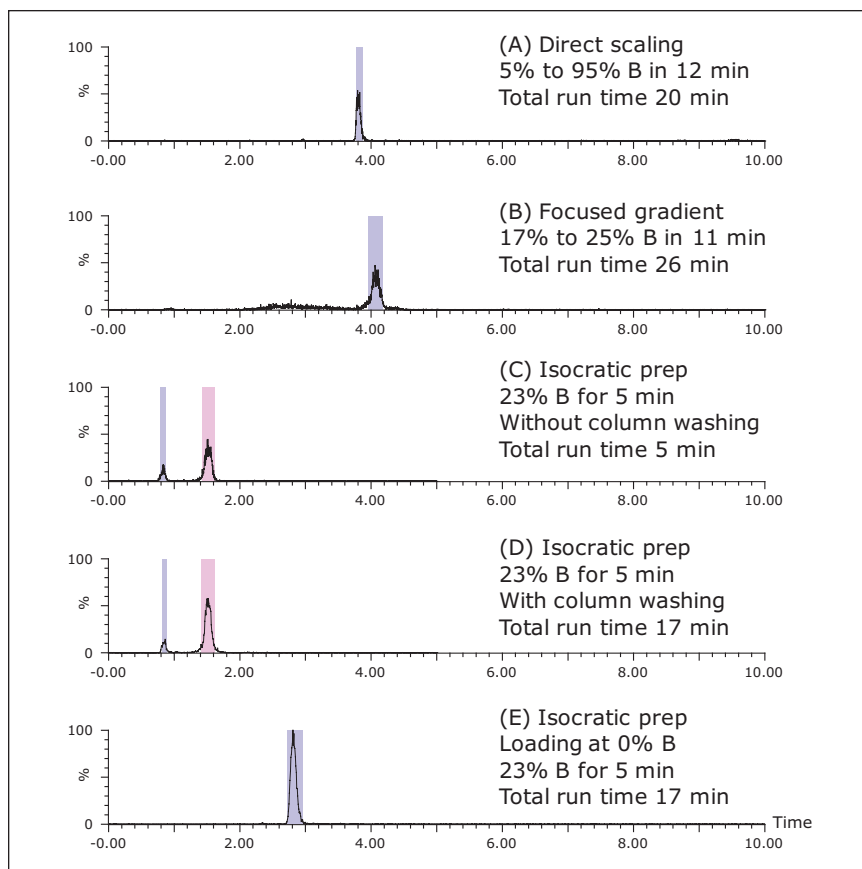 100
%
0
-0.00 2.00 4.00 6.00 8.00 10.00
(A) Direct scaling
5% to 95% B in 12 min
Total run time 20 min
100
%
0
-0.00 2.00 4.00 6.00 8.00 10.00
(B) Focused gradient
17% to 25% B in 11 min
Total run time 26 min
100
%
0
-0.00 2.00 4.00 6.00 8.00 10.00
(C) Isocratic prep
23% B for 5 min
Without column washing
Total run time 5 min
100
%
0
-0.00 2.00 4.00 6.00 8.00 10.00
(D) Isocratic prep
23% B for 5 min
With column washing
Total run time 17 min
100
%
0
-0.00 2.00 4.00 6.00 8.00 10.00
(E) Isocratic prep
Loading at 0% B
23% B for 5 min
Total run time 17 min
Time